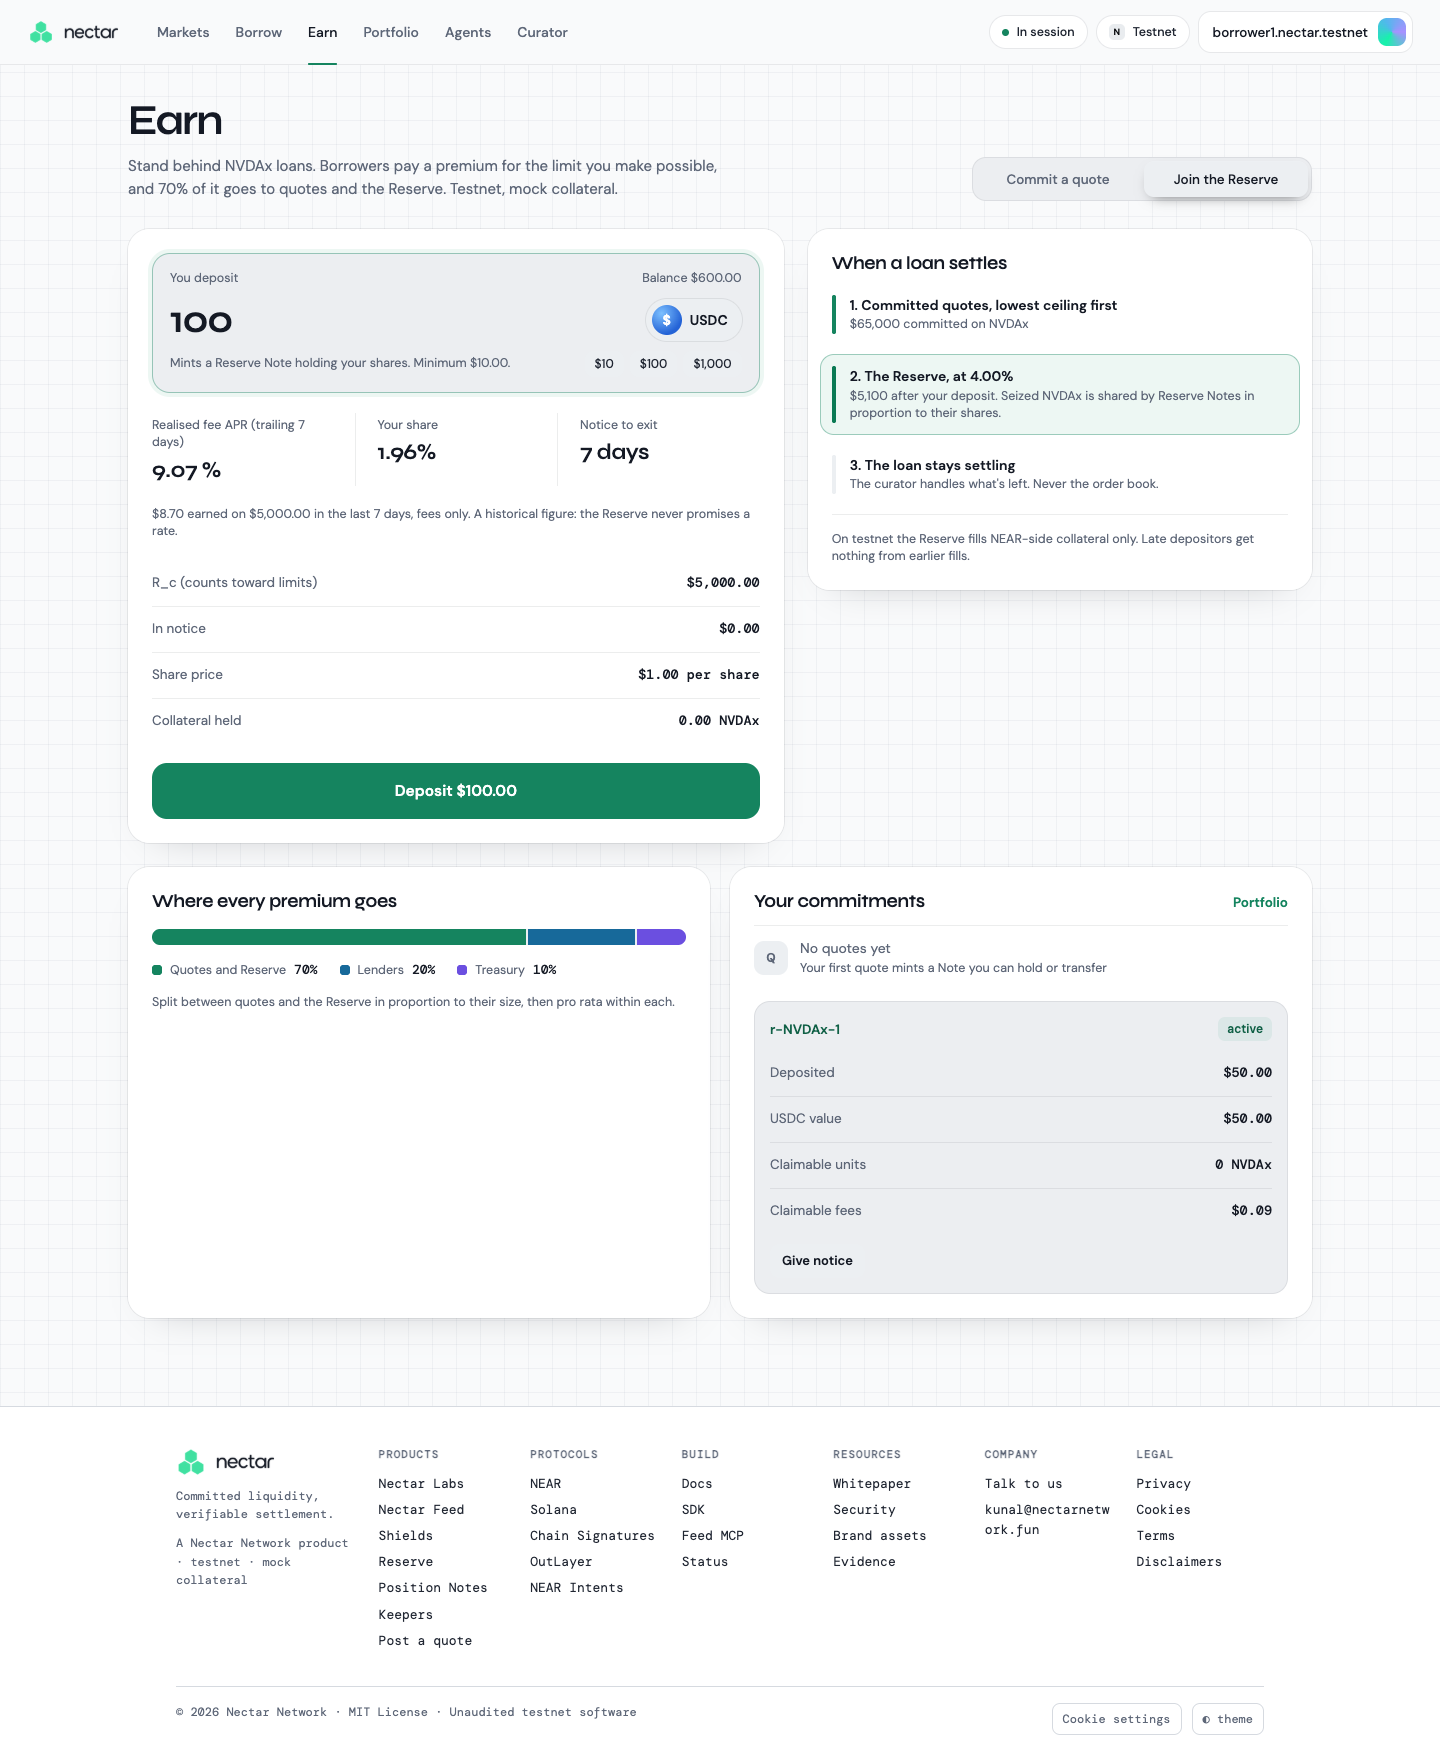 nectar
Markets
Borrow
Earn
Portfolio
Agents
Curator
In session
N
Testnet
borrower1.nectar.testnet
Earn
Stand behind NVDAx loans. Borrowers pay a premium for the limit you make possible,
and 70% of it goes to quotes and the Reserve. Testnet, mock collateral.
Commit a quote
Join the Reserve
You deposit
Balance $600.00
100
$ USDC
Mints a Reserve Note holding your shares. Minimum $10.00.
$10
$100
$1,000
Realised fee APR (trailing 7
days)
9.07 %
Your share
1.96%
Notice to exit
7 days
$8.70 earned on $5,000.00 in the last 7 days, fees only. A historical figure: the Reserve never promises a
rate.
R_c (counts toward limits)
$5,000.00
In notice
$0.00
Share price
$1.00 per share
Collateral held
0.00 NVDAx
Deposit $100.00
When a loan settles
1. Committed quotes, lowest ceiling first
$65,000 committed on NVDAx
2. The Reserve, at 4.00%
$5,100 after your deposit. Seized NVDAx is shared by Reserve Notes in
proportion to their shares.
3. The loan stays settling
The curator handles what's left. Never the order book.
On testnet the Reserve fills NEAR-side collateral only. Late depositors get
nothing from earlier fills.
Where every premium goes
Quotes and Reserve 70%
Lenders 20%
Treasury 10%
Split between quotes and the Reserve in proportion to their size, then pro rata within each.
Your commitments
Portfolio
Q
No quotes yet
Your first quote mints a Note you can hold or transfer
r-NVDAx-1
active
Deposited
$50.00
USDC value
$50.00
Claimable units
0 NVDAx
Claimable fees
$0.09
Give notice
nectar
Committed liquidity,
verifiable settlement.
A Nectar Network product
· testnet · mock
collateral
PRODUCTS
Nectar Labs
Nectar Feed
Shields
Reserve
Position Notes
Keepers
Post a quote
PROTOCOLS
NEAR
Solana
Chain Signatures
OutLayer
NEAR Intents
BUILD
Docs
SDK
Feed MCP
Status
RESOURCES
Whitepaper
Security
Brand assets
Evidence
COMPANY
Talk to us
kunal@nectarnetw
ork.fun
LEGAL
Privacy
Cookies
Terms
Disclaimers
© 2026 Nectar Network · MIT License · Unaudited testnet software
Cookie settings
◐ theme